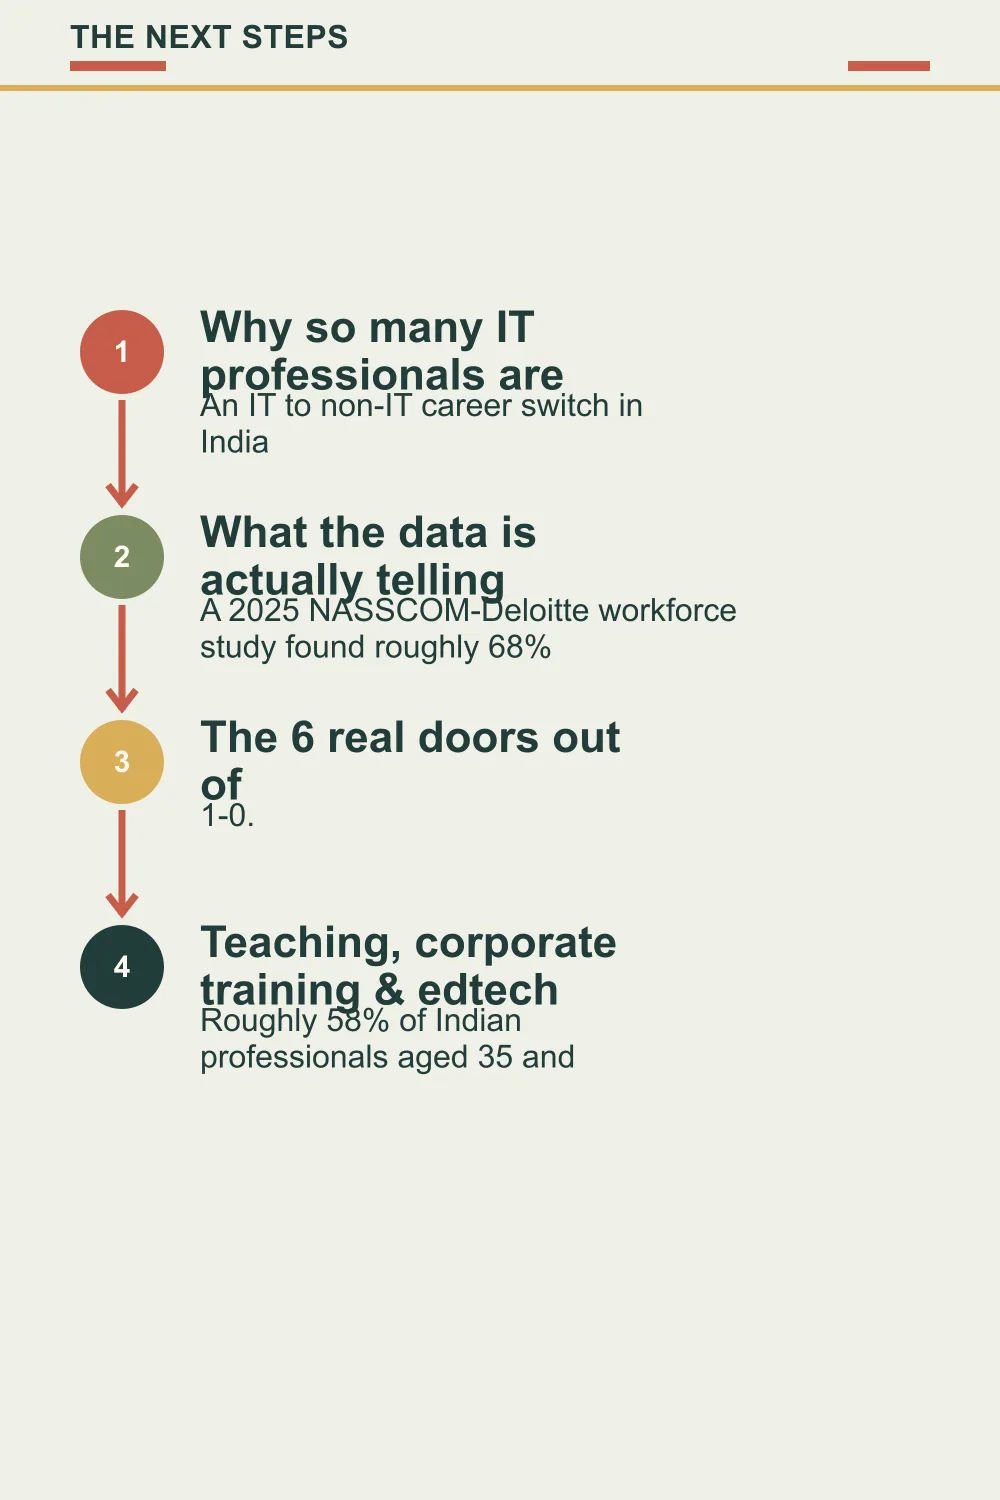 THE NEXT STEPS
1
Why so many IT
professionals are
An IT to non-IT career switch in
India
2
What the data is
actually telling
A 2025 NASSCOM-Deloitte workforce
study found roughly 68%
3
The 6 real doors out
of
1-0.
4
Teaching, corporate
training & edtech
Roughly 58% of Indian
professionals aged 35 and